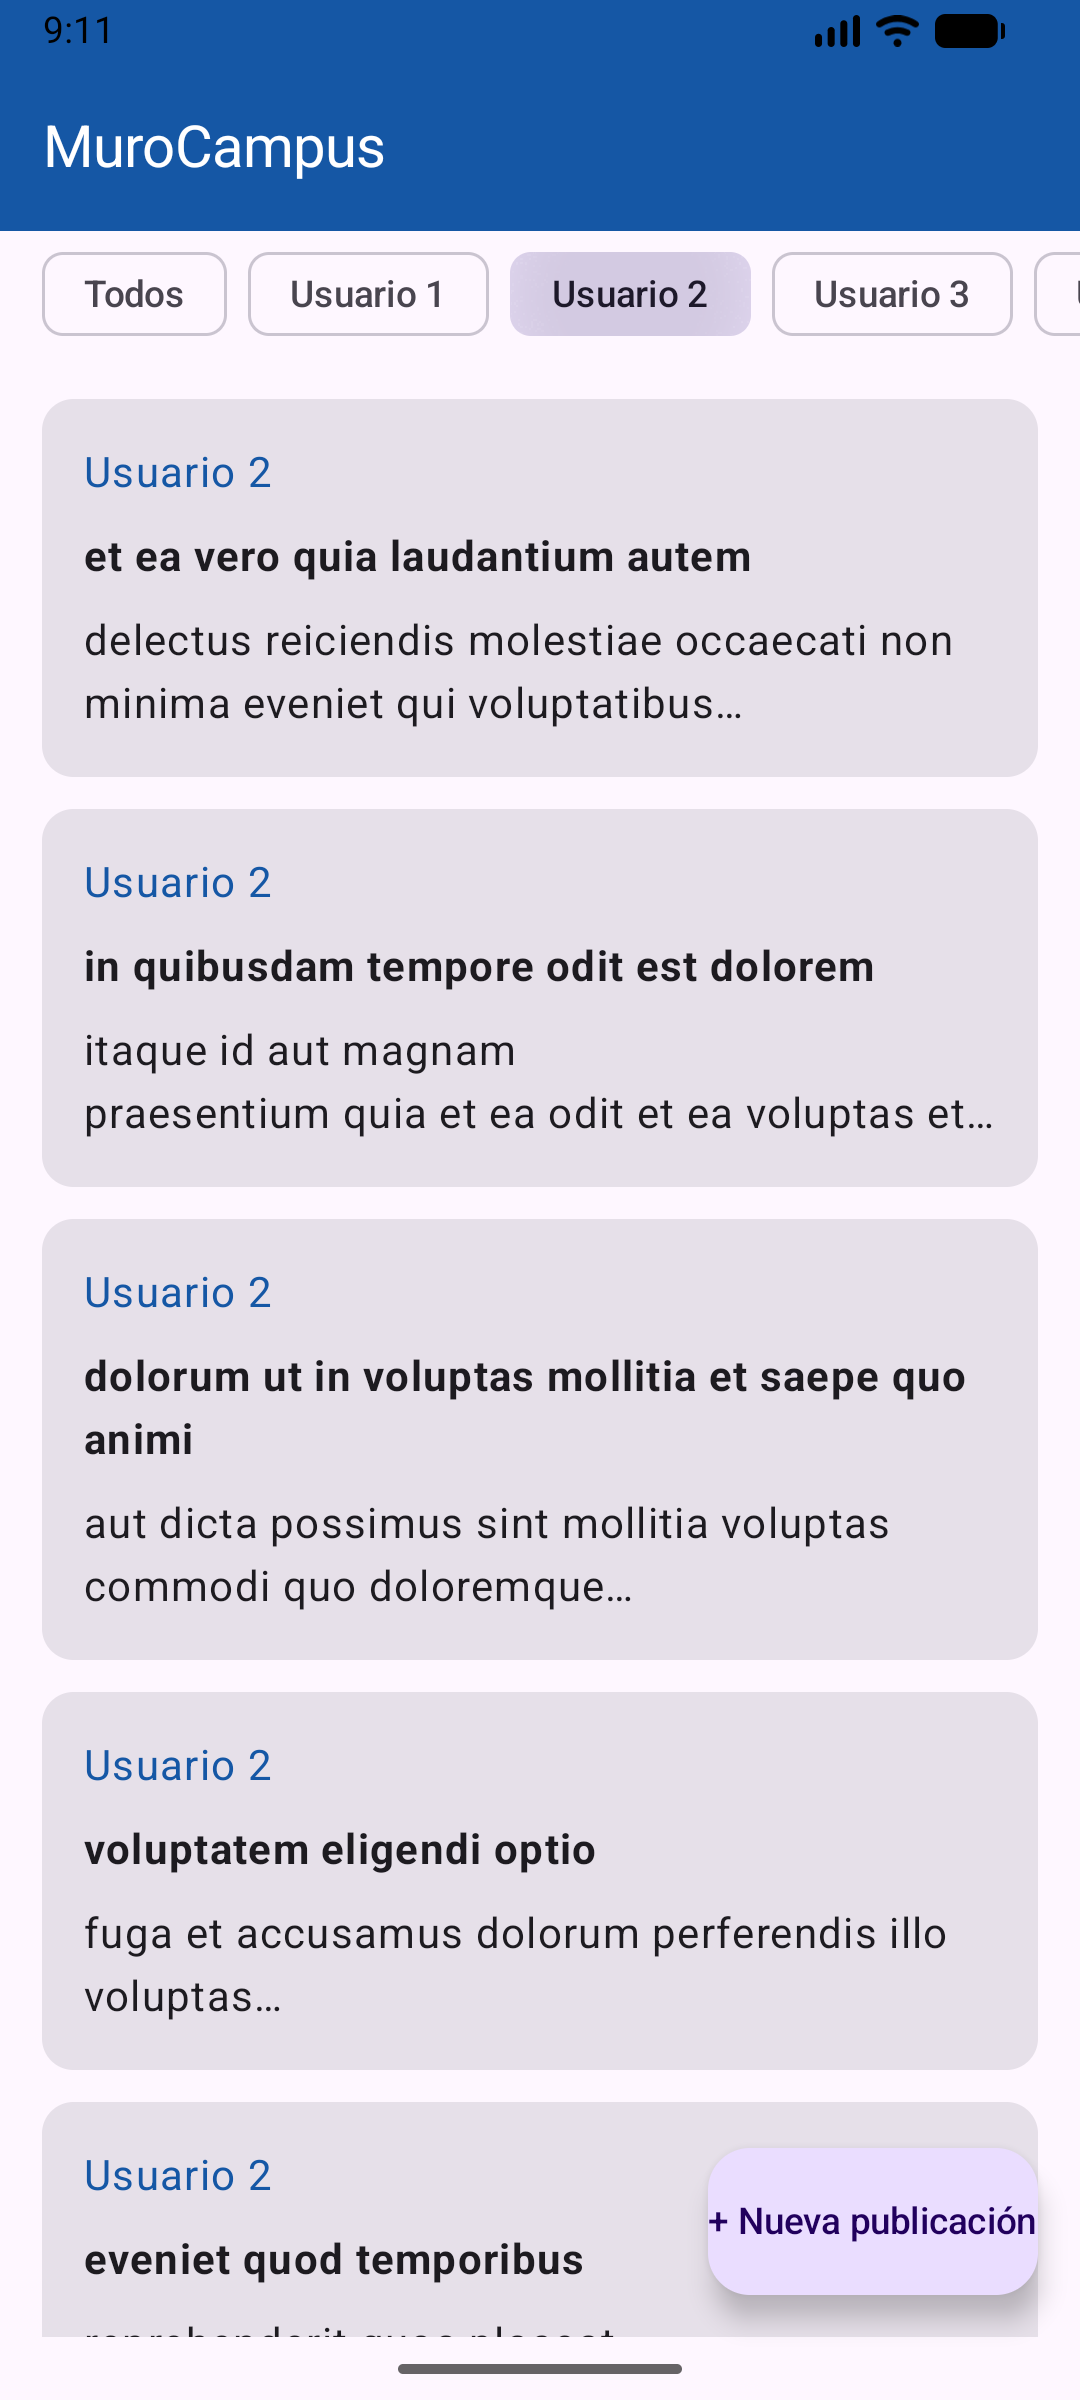 9:11
MuroCampus
Todos
Usuario 1
Usuario 2
Usuario 3
Usuario 2
et ea vero quia laudantium autem
delectus reiciendis molestiae occaecati non
minima eveniet qui voluptatibus…
Usuario 2
in quibusdam tempore odit est dolorem
itaque id aut magnam
praesentium quia et ea odit et ea voluptas et…
Usuario 2
dolorum ut in voluptas mollitia et saepe quo
animi
aut dicta possimus sint mollitia voluptas
commodi quo doloremque…
Usuario 2
voluptatem eligendi optio
fuga et accusamus dolorum perferendis illo
voluptas…
Usuario 2
eveniet quod temporibus
+ Nueva publicación